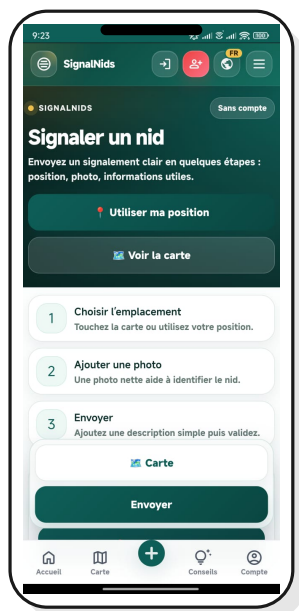 9:23
100
SignalNids
FR
SIGNALNIDS
Sans compte
Signaler un nid
Envoyez un signalement clair en quelques étapes :
position, photo, informations utiles.
Utiliser ma position
Voir la carte
1
Choisir l'emplacement
Touchez la carte ou utilisez votre position.
2
Ajouter une photo
Une photo nette aide à identifier le nid.
3
Envoyer
Ajoutez une description simple puis validez.
Carte
Envoyer
Accueil
Carte
Conseils
Compte